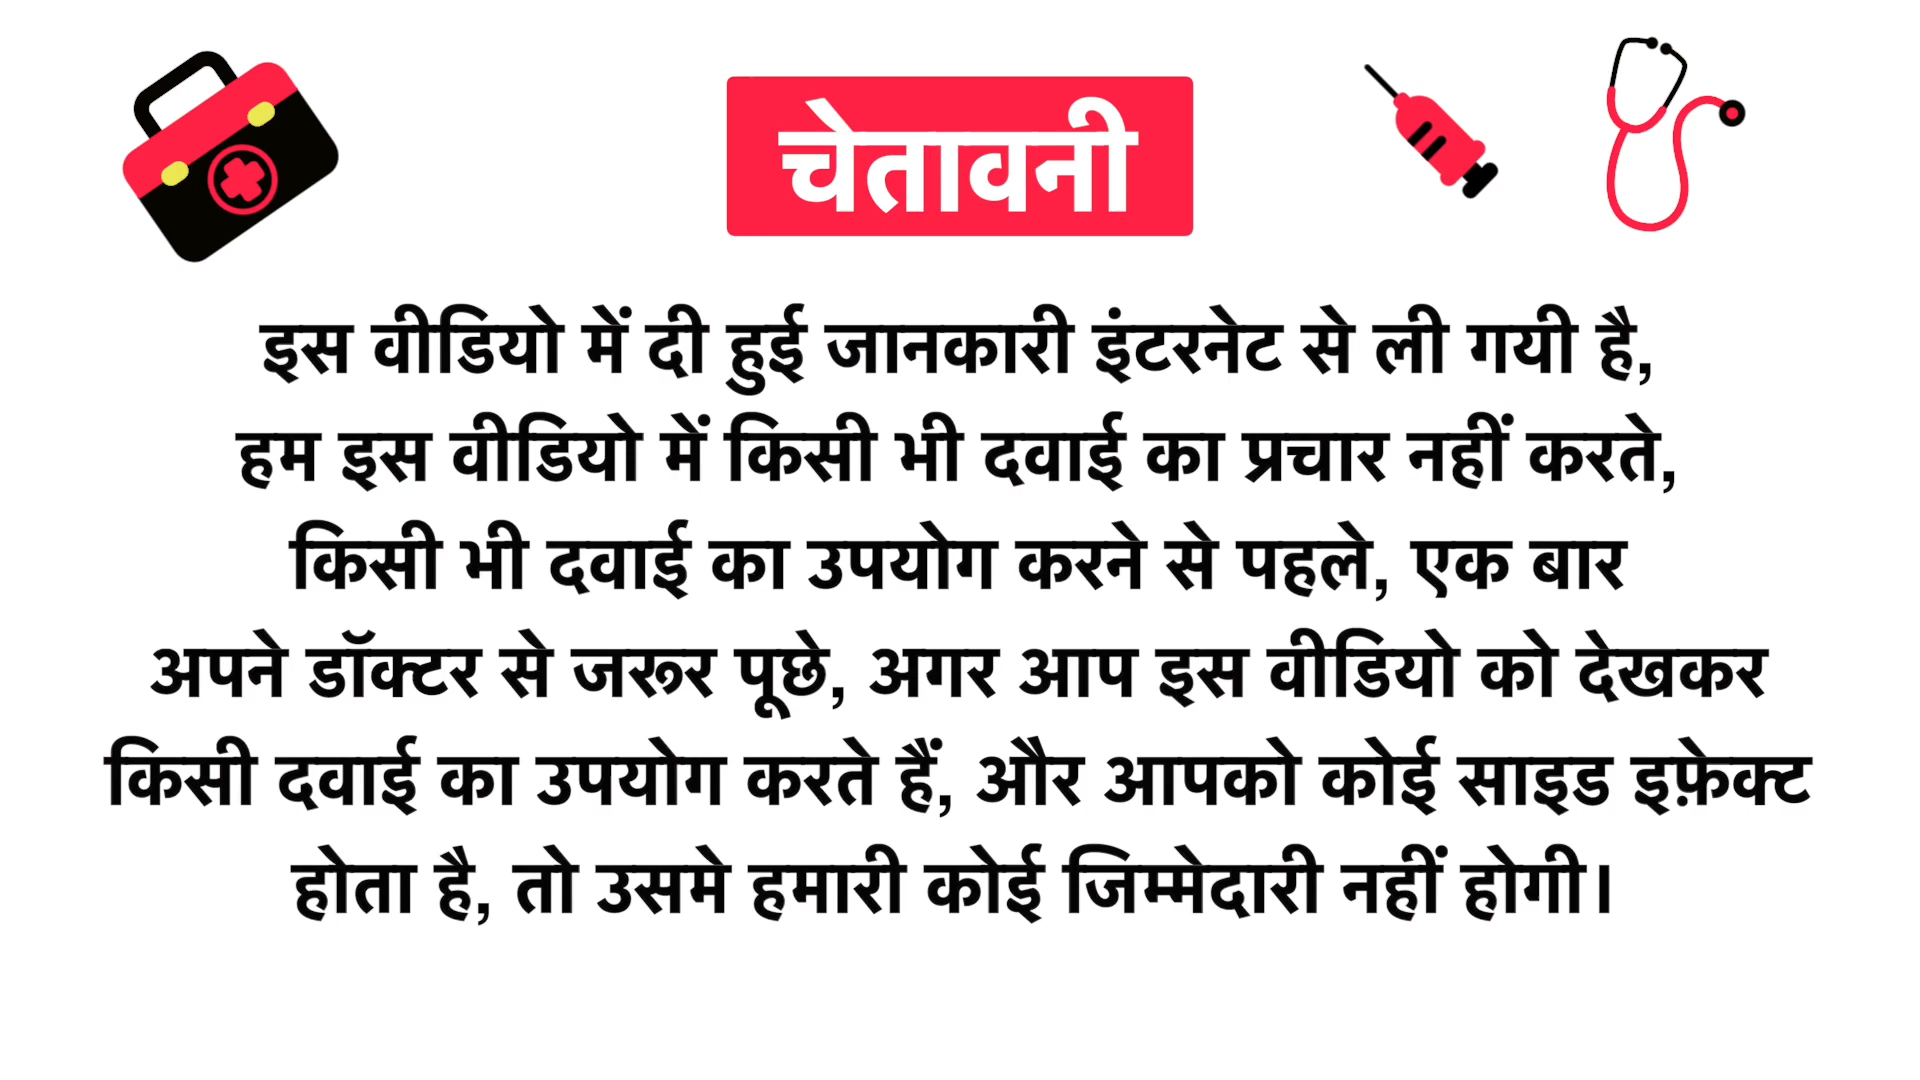 चेतावनी
इस वीडियो में दी हुई जानकारी इंटरनेट से ली गयी है,
हम इस वीडियो में किसी भी दवाई का प्रचार नहीं करते,
किसी भी दवाई का उपयोग करने से पहले, एक बार
अपने डॉक्टर से जरूर पूछे, अगर आप इस वीडियो को देखकर
किसी दवाई का उपयोग करते हैं, और आपको कोई साइड इफ़ेक्ट
होता है, तो उसमे हमारी कोई जिम्मेदारी नहीं होगी।